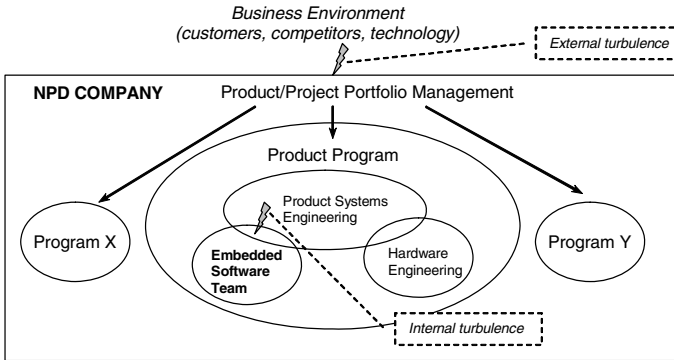 Business Environment
(customers, competitors, technology)
External turbulence
NPD COMPANY
Product/Project Portfolio Management
Product Program
Product Systems
Engineering
Program X
Embedded
Software
Team
Hardware
Engineering
Program Y
Internal turbulence